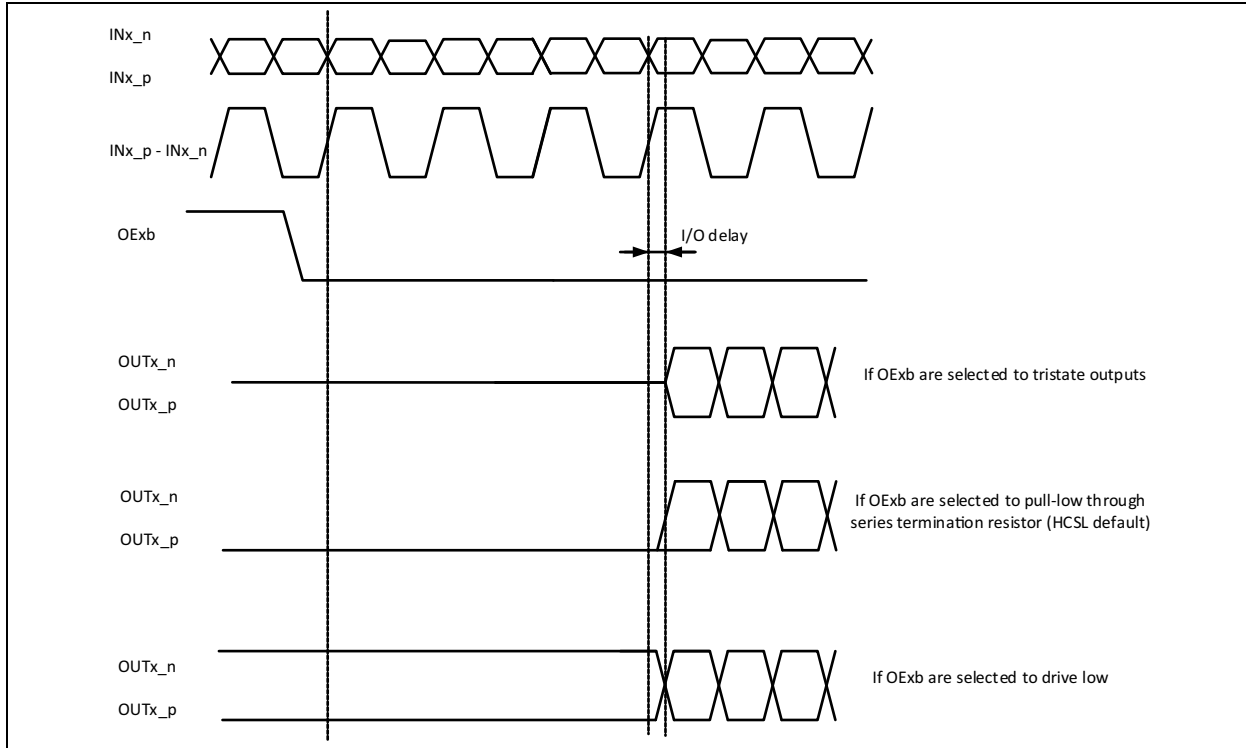 INx_n
INx_p
INx_p - INx_n
OExb
I/O delay
OUTx_n
OUTx_p
If OExb are selected to tristate outputs
OUTx_n
OUTx_p
If OExb are selected to pull-low through
series termination resistor (HCSL default)
OUTx_n
OUTx_p
If OExb are selected to drive low